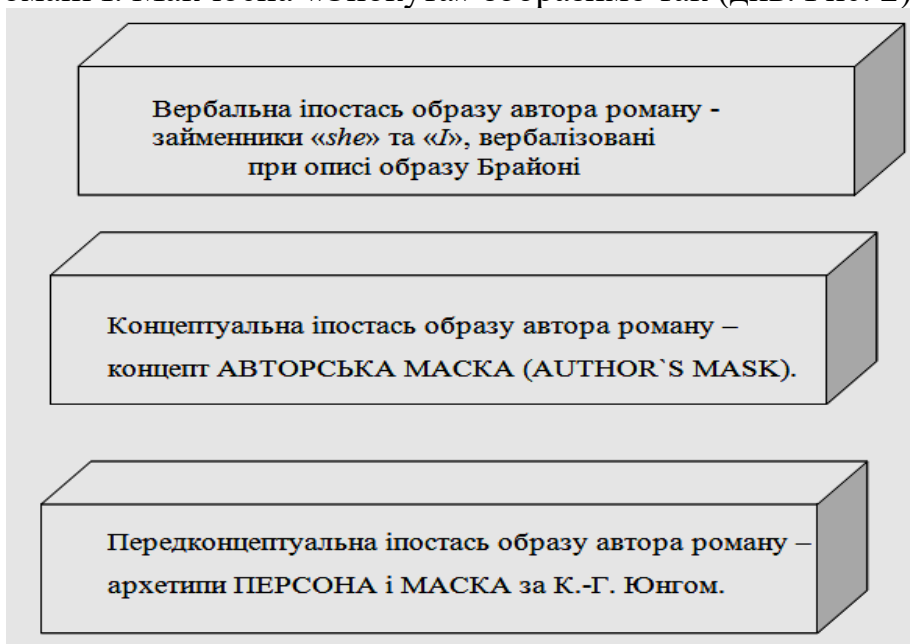 Вербальна іпостась образу автора роману -
займенники «she» та «I», вербалізовані
при описі образу Брайоні
Концептуальна іпостась образу автора роману –
концепт АВТОРСЬКА МАСКА (AUTHOR`S MASK).
Передконцептуальна іпостась образу автора роману –
архетипи ПЕРСОНА і МАСКА за К.-Г. Юнгом.